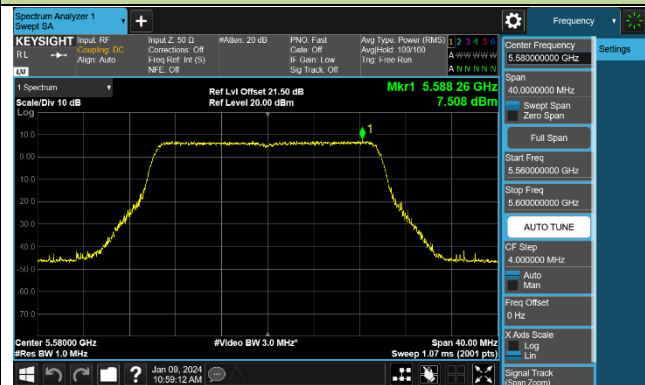 Spectrum Analyzer 1
Swept SA
Frequency
KEYSIGHT
Input: RF
Input Z: 50 Ω
#Atten: 20 dB
PNO: Fast
Avg Type: Power (RMS)
1 2 3 4 5 6
RL
Coupling: DC
Corrections: Off
Gate: Off
Avg|Hold: 100/100
A W W W W W
Align: Auto
Freq Ref: Int (S)
IF Gain: Low
Trig: Free Run
NFE: Off
Sig Track: Off
A N N N N N
LXI
1 Spectrum
Scale/Div 10 dB
Ref Lvl Offset 21.50 dB
Ref Level 20.00 dBm
Mkr1 5.588 26 GHz
7.508 dBm
Log
1
10.0
0.00
-10.0
-20.0
-30.0
-40.0
-50.0
-60.0
-70.0
Center 5.58000 GHz
#Video BW 3.0 MHz*
Span 40.00 MHz
#Res BW 1.0 MHz
Sweep 1.07 ms (2001 pts)
Jan 09, 2024
10:59:12 AM
Center Frequency
5.580000000 GHz
Settings
Span
40.0000000 MHz
Swept Span
Zero Span
Full Span
Start Freq
5.560000000 GHz
Stop Freq
5.600000000 GHz
AUTO TUNE
CF Step
4.000000 MHz
Auto
Man
Freq Offset
0 Hz
X Axis Scale
Log
Lin
Signal Track
(Span Zoom)